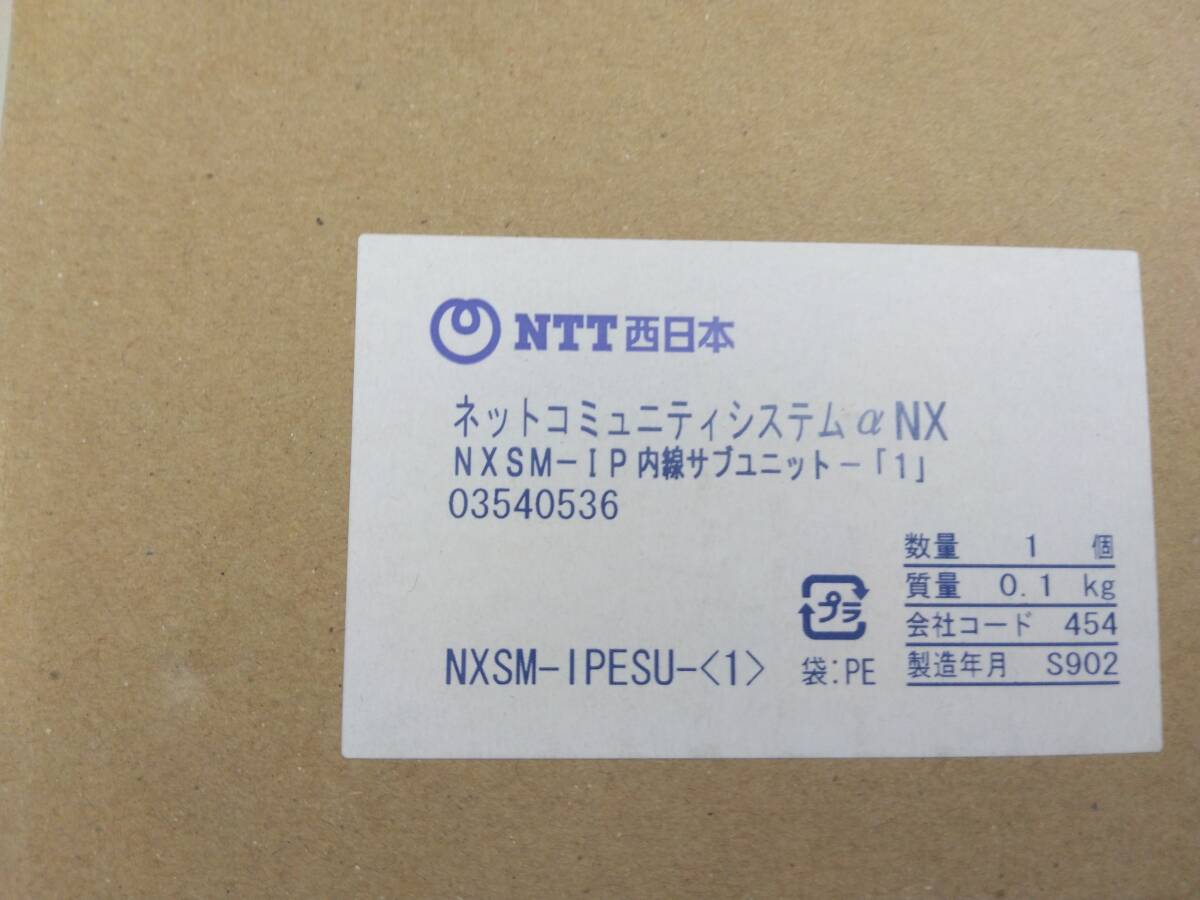 NTT西日本
ネットコミュニティシステムαNX
NXSM-IP内線サブユニット-「1」
03540536
数量 1 個
質量 0.1 kg
会社コード 454
製造年月 S902
プラ
袋:PE
NXSM-IPESU-<1>